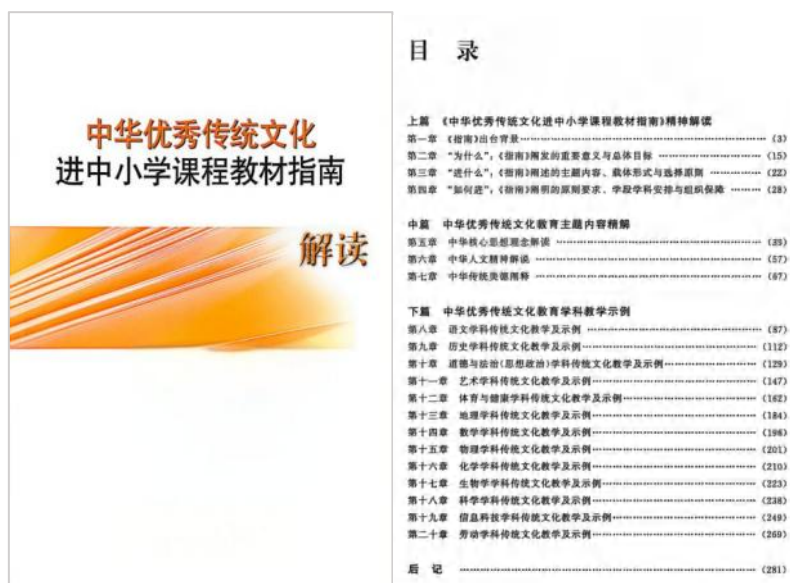 中华优秀传统文化
进中小学课程教材指南
解读
目 录
上篇 《中华优秀传统文化进中小学课程教材指南》精神解读
第一章 《指南》出台背景 (3)
第二章 “为什么”:《指南》阐发的重要意义与总体目标 (15)
第三章 “进什么”:《指南》阐述的主题内容、载体形式与选择原则 (22)
第四章 “如何进”:《指南》阐明的原则要求、学段学科安排与组织保障 (28)
中篇 中华优秀传统文化教育主题内容精解
第五章 中华核心思想理念解读 (35)
第六章 中华人文精神解说 (57)
第七章 中华传统美德阐释 (67)
下篇 中华优秀传统文化教育学科教学示例
第八章 语文学科传统文化教学及示例 (87)
第九章 历史学科传统文化教学及示例 (112)
第十章 道德与法治(思想政治)学科传统文化教学及示例 (129)
第十一章 艺术学科传统文化教学及示例 (147)
第十二章 体育与健康学科传统文化教学及示例 (162)
第十三章 地理学科传统文化教学及示例 (184)
第十四章 数学学科传统文化教学及示例 (196)
第十五章 物理学科传统文化教学及示例 (201)
第十六章 化学学科传统文化教学及示例 (210)
第十七章 生物学学科传统文化教学及示例 (223)
第十八章 科学学科传统文化教学及示例 (238)
第十九章 信息科技学科传统文化教学及示例 (249)
第二十章 劳动学科传统文化教学及示例 (269)
后 记 (281)